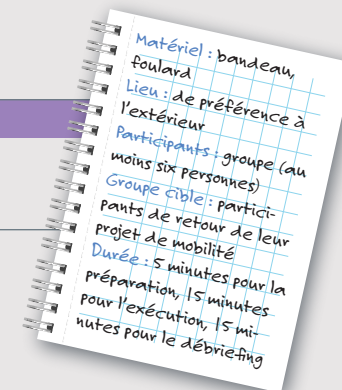 Matériel : bandeau,
foulard
Lieu : de préférence à
l'extérieur
Participants : groupe (au
moins six personnes)
Groupe cible : partici-
pants de retour de leur
projet de mobilité
Durée : 5 minutes pour la
préparation, 15 minutes
pour l'exécution, 15 mi-
nutes pour le débriefing